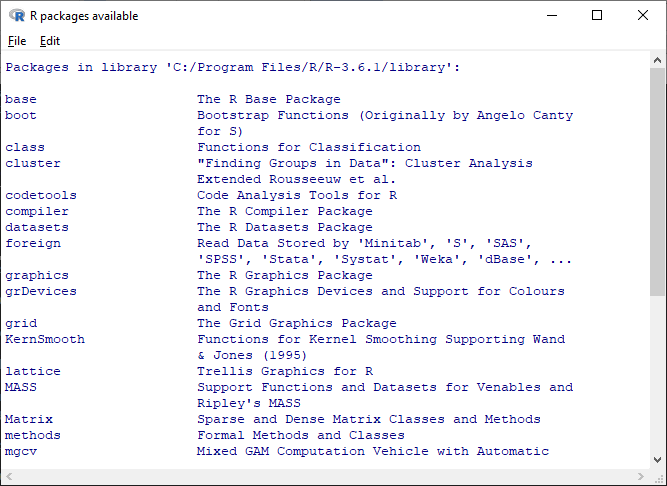 R packages available
File Edit
Packages in library 'C:/Program Files/R/R-3.6.1/library':
base The R Base Package
boot Bootstrap Functions (Originally by Angelo Canty
for S)
class Functions for Classification
cluster "Finding Groups in Data": Cluster Analysis
Extended Rousseeuw et al.
codetools Code Analysis Tools for R
compiler The R Compiler Package
datasets The R Datasets Package
foreign Read Data Stored by 'Minitab', 'S', 'SAS',
'SPSS', 'Stata', 'Systat', 'Weka', 'dBase', ...
graphics The R Graphics Package
grDevices The R Graphics Devices and Support for Colours
and Fonts
grid The Grid Graphics Package
KernSmooth Functions for Kernel Smoothing Supporting Wand
& Jones (1995)
lattice Trellis Graphics for R
MASS Support Functions and Datasets for Venables and
Ripley's MASS
Matrix Sparse and Dense Matrix Classes and Methods
methods Formal Methods and Classes
mgcv Mixed GAM Computation Vehicle with Automatic